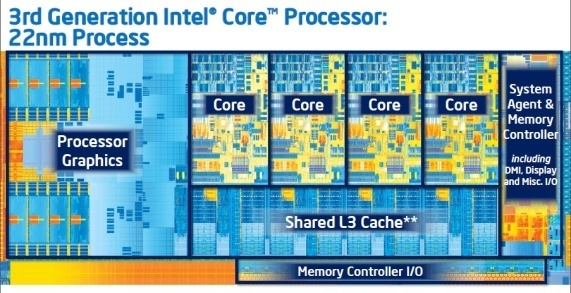 3rd Generation Intel® Core™ Processor:
22nm Process
Processor
Graphics
Core
Core
Core
Core
System
Agent &
Memory
Controller
including
DMI, Display
and Misc. I/O
Shared L3 Cache**
Memory Controller I/O